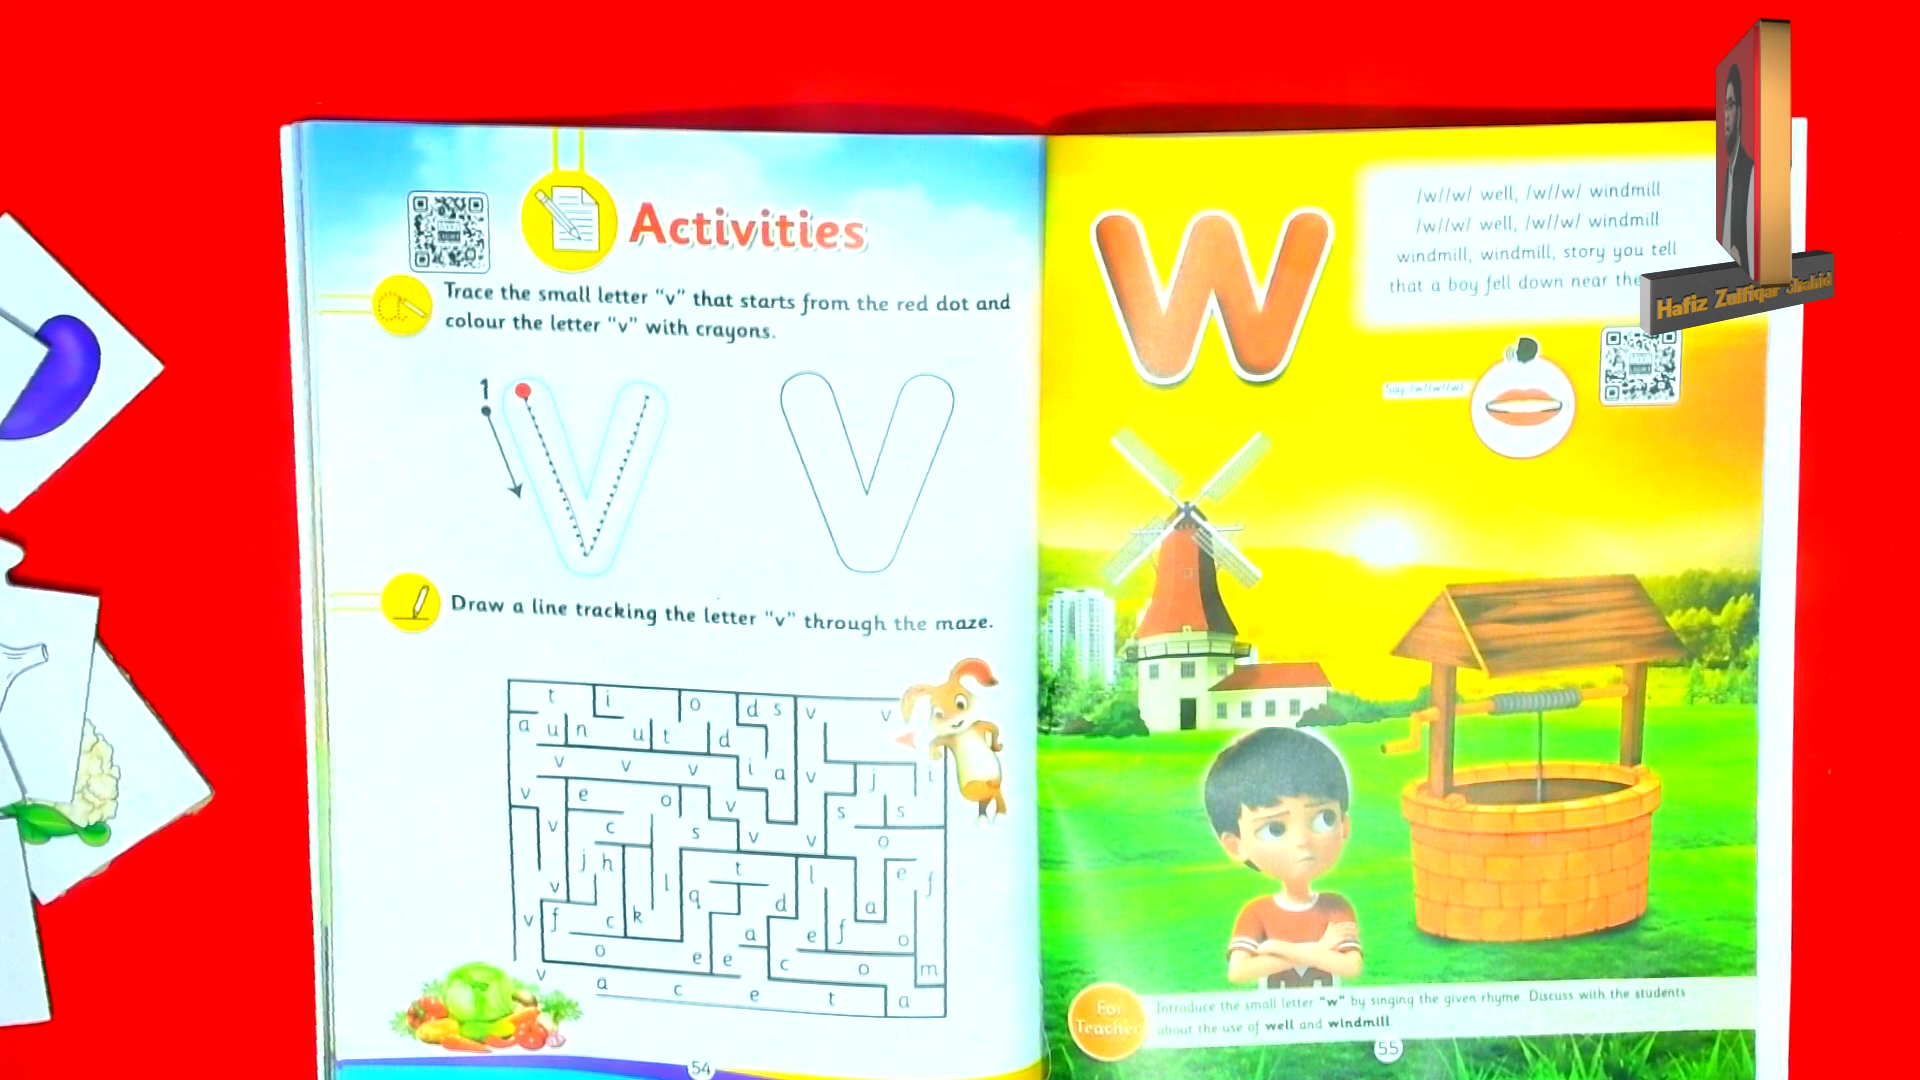 Activities
Trace the small letter “v” that starts from the red dot and
colour the letter “v” with crayons.
1
v v
Draw a line tracking the letter “v” through the maze.
t i o d s v v
a u n u t d
v v v i a v j i
v e o v s s
v c s v v o
j h t l e f
v l q d a
v f c k a e f o
o e e c o m
v a c e t a
54
w
/w//w/ well, /w//w/ windmill
/w//w/ well, /w//w/ windmill
windmill, windmill, story you tell
that a boy fell down near the
Hafiz Zulfiqar Shahid
Say: /w//w//w/
For
Teacher
Introduce the small letter “w” by singing the given rhyme. Discuss with the students
about the use of well and windmill.
55